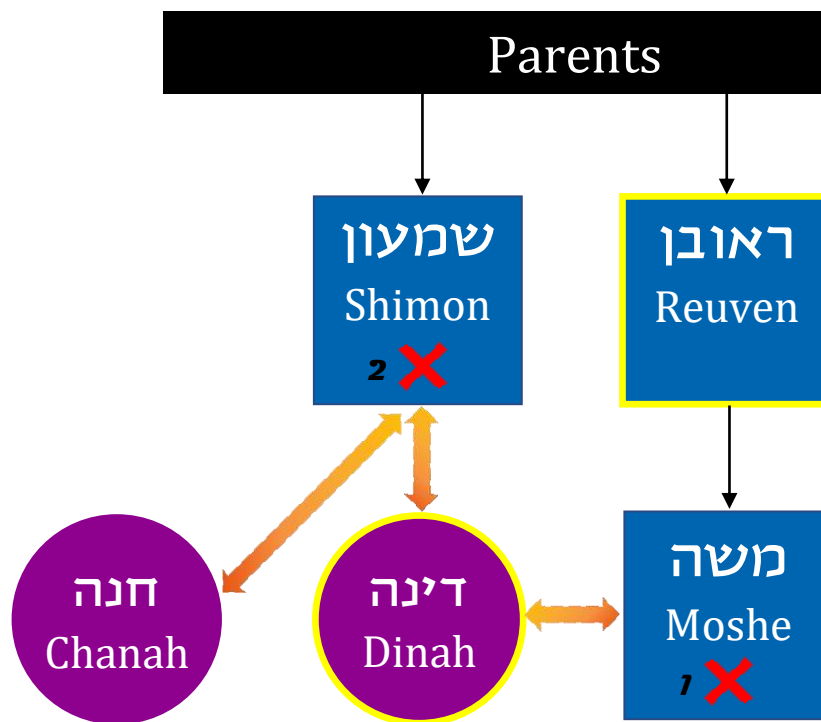 Parents
שמעון
Shimon
2
ראובן
Reuven
חנה
Chanah
דינה
Dinah
משה
Moshe
1